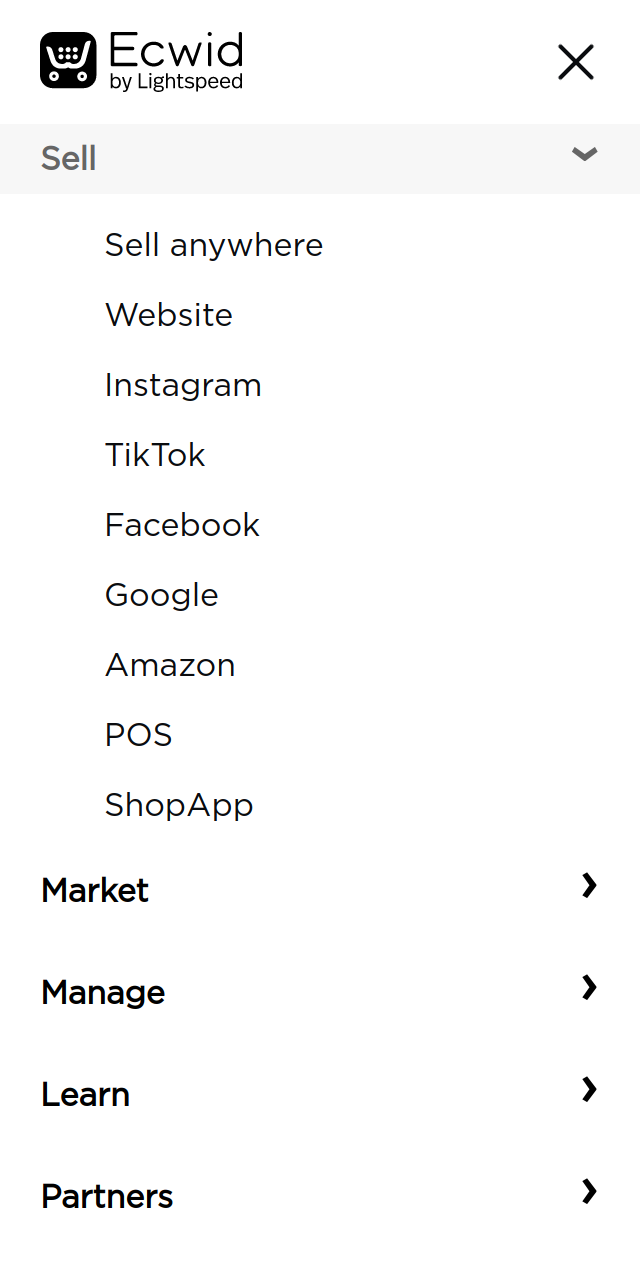 Ecwid
by Lightspeed
Sell
Sell anywhere
Website
Instagram
TikTok
Facebook
Google
Amazon
POS
ShopApp
Market
Manage
Learn
Partners